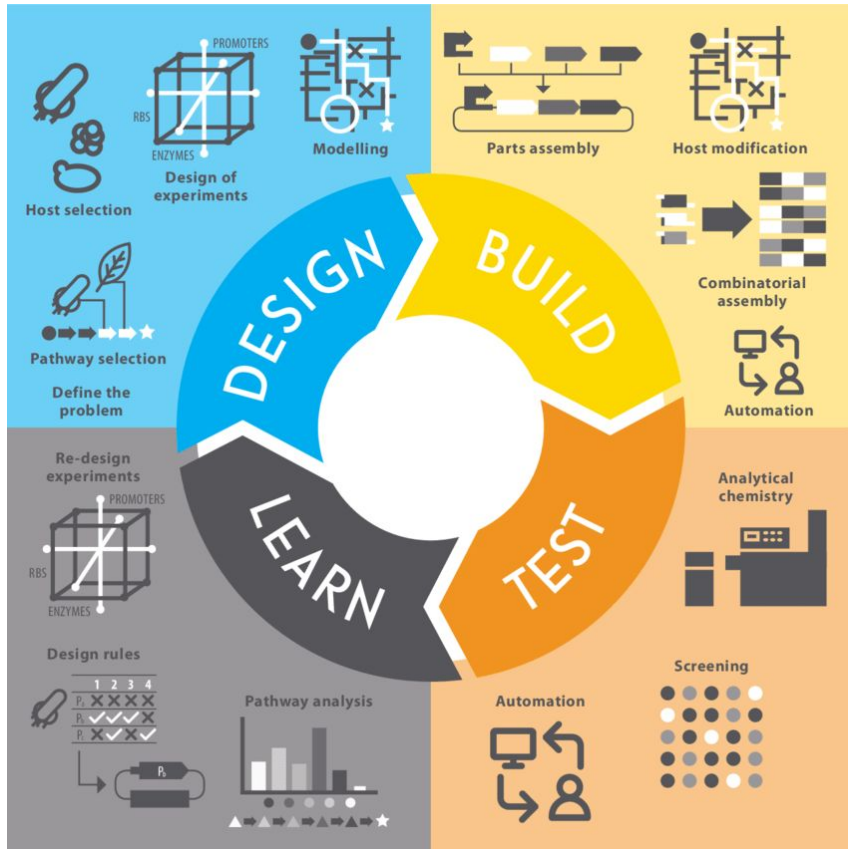 PROMOTERS
RBS
ENZYMES
Host selection
Design of
experiments
Modelling
Pathway selection
Define the
problem
DESIGN
Parts assembly
Host modification
Combinatorial
assembly
Automation
BUILD
Analytical
chemistry
Screening
Automation
TEST
Re-design
experiments
PROMOTERS
RBS
ENZYMES
Design rules
1 2 3 4
Pathway analysis
LEARN